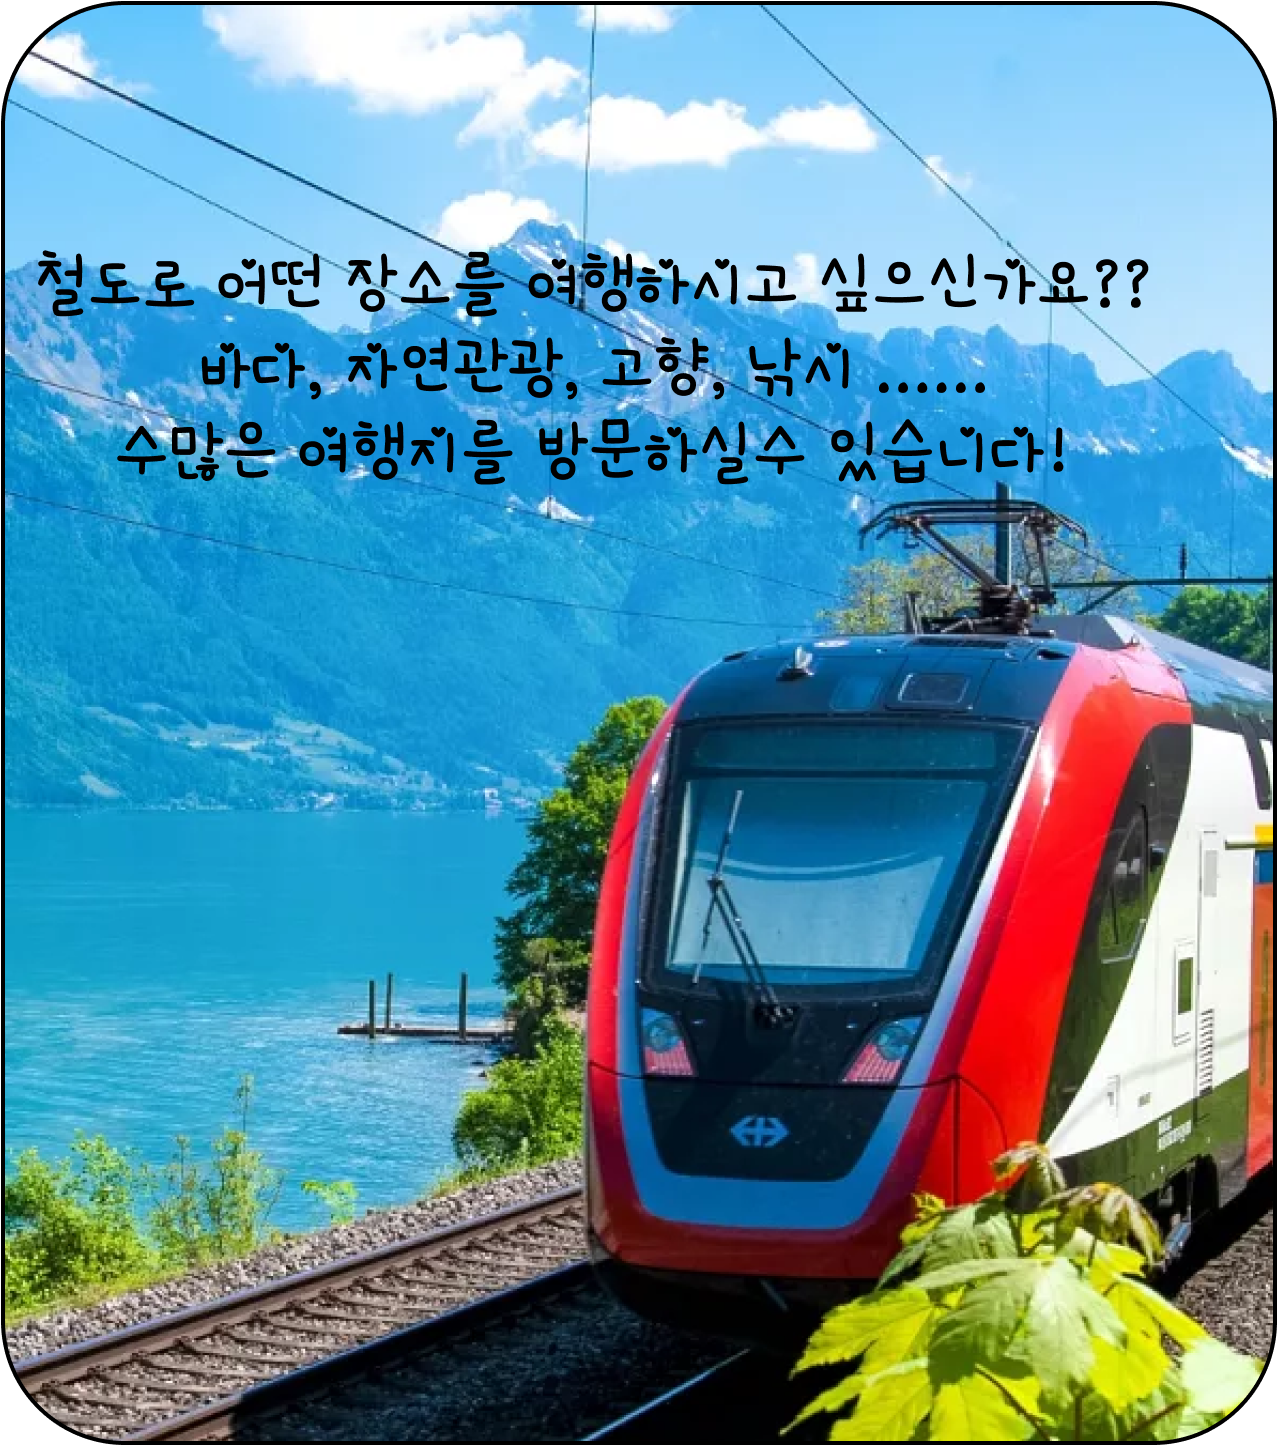 철도로 어떤 장소를 여행하시고 싶으신가요??
바다, 자연관광, 고향, 낚시 ......
수많은 여행지를 방문하실수 있습니다!